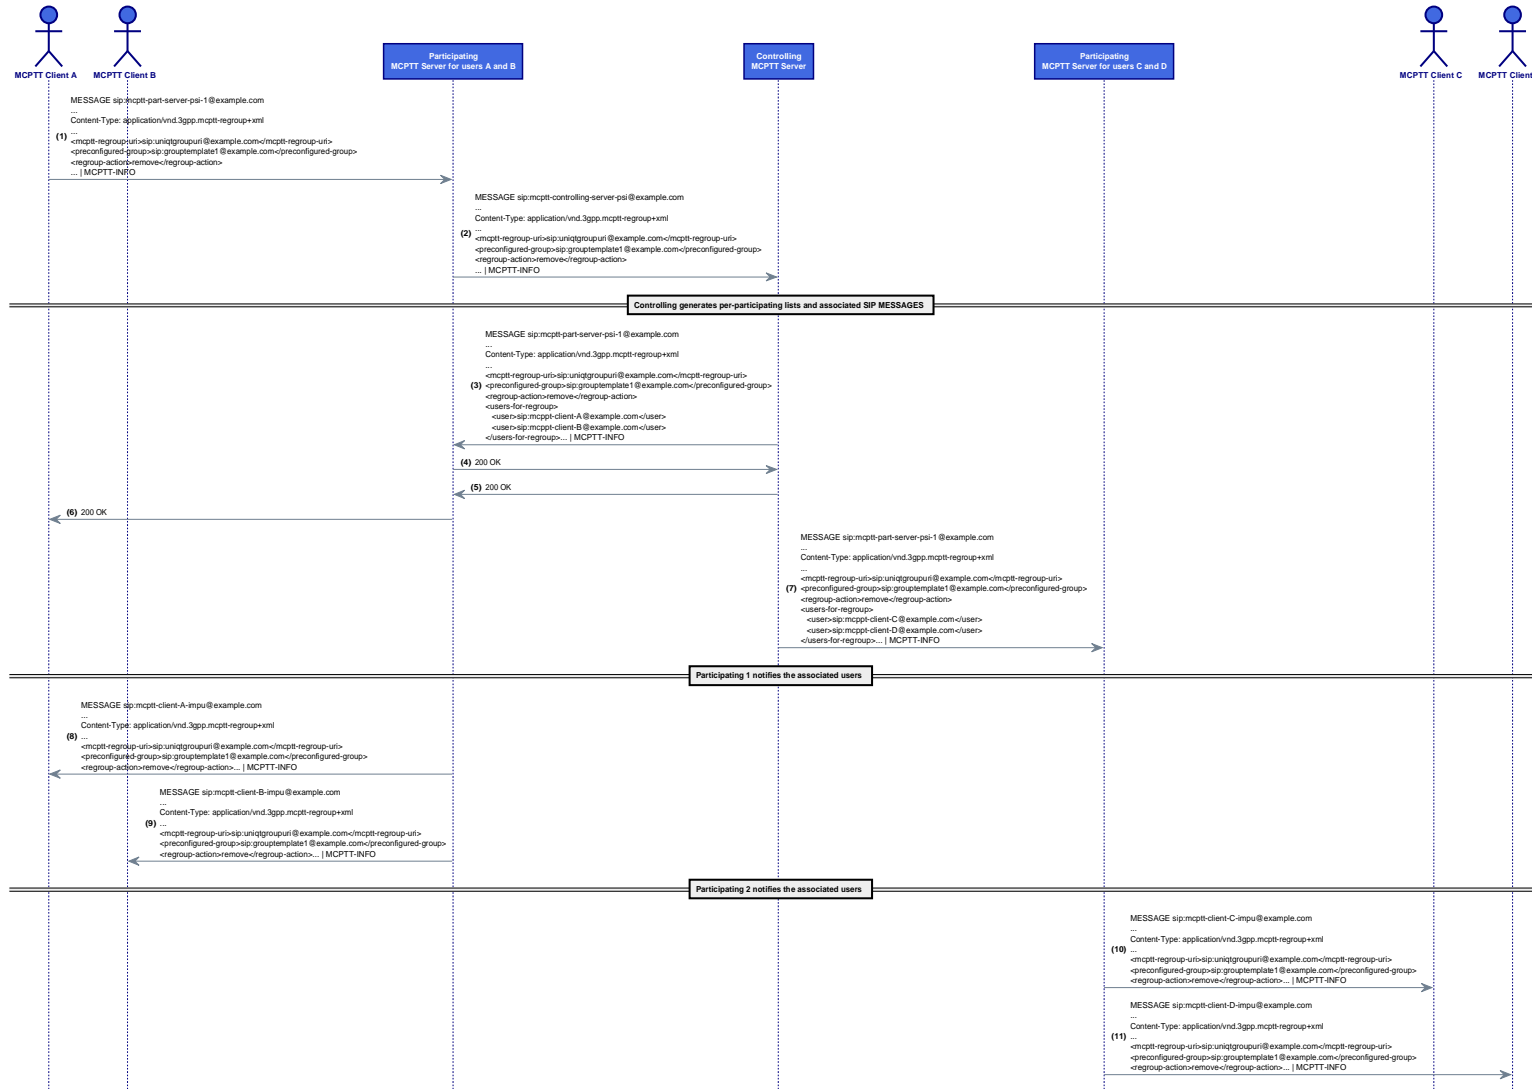 MCPTT Client A
MCPTT Client B
Participating
MCPTT Server for users A and B
Controlling
MCPTT Server
Participating
MCPTT Server for users C and D
MCPTT Client C
MCPTT Client
MESSAGE sip:mcptt-part-server-psi-1@example.com
...
Content-Type: application/vnd.3gpp.mcptt-regroup+xml
...
(1)
<mcptt-regroup-uri>sip:uniqtgroupuri@example.com</mcptt-regroup-uri>
<preconfigured-group>sip:grouptemplate1@example.com</preconfigured-group>
<regroup-action>remove</regroup-action>
... | MCPTT-INFO
MESSAGE sip:mcptt-controlling-server-psi@example.com
...
Content-Type: application/vnd.3gpp.mcptt-regroup+xml
(2) ...
<mcptt-regroup-uri>sip:uniqtgroupuri@example.com</mcptt-regroup-uri>
<preconfigured-group>sip:grouptemplate1@example.com</preconfigured-group>
<regroup-action>remove</regroup-action>
... | MCPTT-INFO
Controlling generates per-participating lists and associated SIP MESSAGES
MESSAGE sip:mcptt-part-server-psi-1@example.com
...
Content-Type: application/vnd.3gpp.mcptt-regroup+xml
...
<mcptt-regroup-uri>sip:uniqtgroupuri@example.com</mcptt-regroup-uri>
(3) <preconfigured-group>sip:grouptemplate1@example.com</preconfigured-group>
<regroup-action>remove</regroup-action>
<users-for-regroup>
<user>sip:mcppt-client-A@example.com</user>
<user>sip:mcppt-client-B@example.com</user>
</users-for-regroup>... | MCPTT-INFO
(4) 200 OK
(5) 200 OK
(6) 200 OK
MESSAGE sip:mcptt-part-server-psi-1@example.com
...
Content-Type: application/vnd.3gpp.mcptt-regroup+xml
...
<mcptt-regroup-uri>sip:uniqtgroupuri@example.com</mcptt-regroup-uri>
(7) <preconfigured-group>sip:grouptemplate1@example.com</preconfigured-group>
<regroup-action>remove</regroup-action>
<users-for-regroup>
<user>sip:mcppt-client-C@example.com</user>
<user>sip:mcppt-client-D@example.com</user>
</users-for-regroup>... | MCPTT-INFO
Participating 1 notifies the associated users
MESSAGE sip:mcptt-client-A-impu@example.com
...
Content-Type: application/vnd.3gpp.mcptt-regroup+xml
(8) ...
<mcptt-regroup-uri>sip:uniqtgroupuri@example.com</mcptt-regroup-uri>
<preconfigured-group>sip:grouptemplate1@example.com</preconfigured-group>
<regroup-action>remove</regroup-action>... | MCPTT-INFO
MESSAGE sip:mcptt-client-B-impu@example.com
...
Content-Type: application/vnd.3gpp.mcptt-regroup+xml
(9) ...
<mcptt-regroup-uri>sip:uniqtgroupuri@example.com</mcptt-regroup-uri>
<preconfigured-group>sip:grouptemplate1@example.com</preconfigured-group>
<regroup-action>remove</regroup-action>... | MCPTT-INFO
Participating 2 notifies the associated users
MESSAGE sip:mcptt-client-C-impu@example.com
...
Content-Type: application/vnd.3gpp.mcptt-regroup+xml
(10) ...
<mcptt-regroup-uri>sip:uniqtgroupuri@example.com</mcptt-regroup-uri>
<preconfigured-group>sip:grouptemplate1@example.com</preconfigured-group>
<regroup-action>remove</regroup-action>... | MCPTT-INFO
MESSAGE sip:mcptt-client-D-impu@example.com
...
Content-Type: application/vnd.3gpp.mcptt-regroup+xml
(11) ...
<mcptt-regroup-uri>sip:uniqtgroupuri@example.com</mcptt-regroup-uri>
<preconfigured-group>sip:grouptemplate1@example.com</preconfigured-group>
<regroup-action>remove</regroup-action>... | MCPTT-INFO